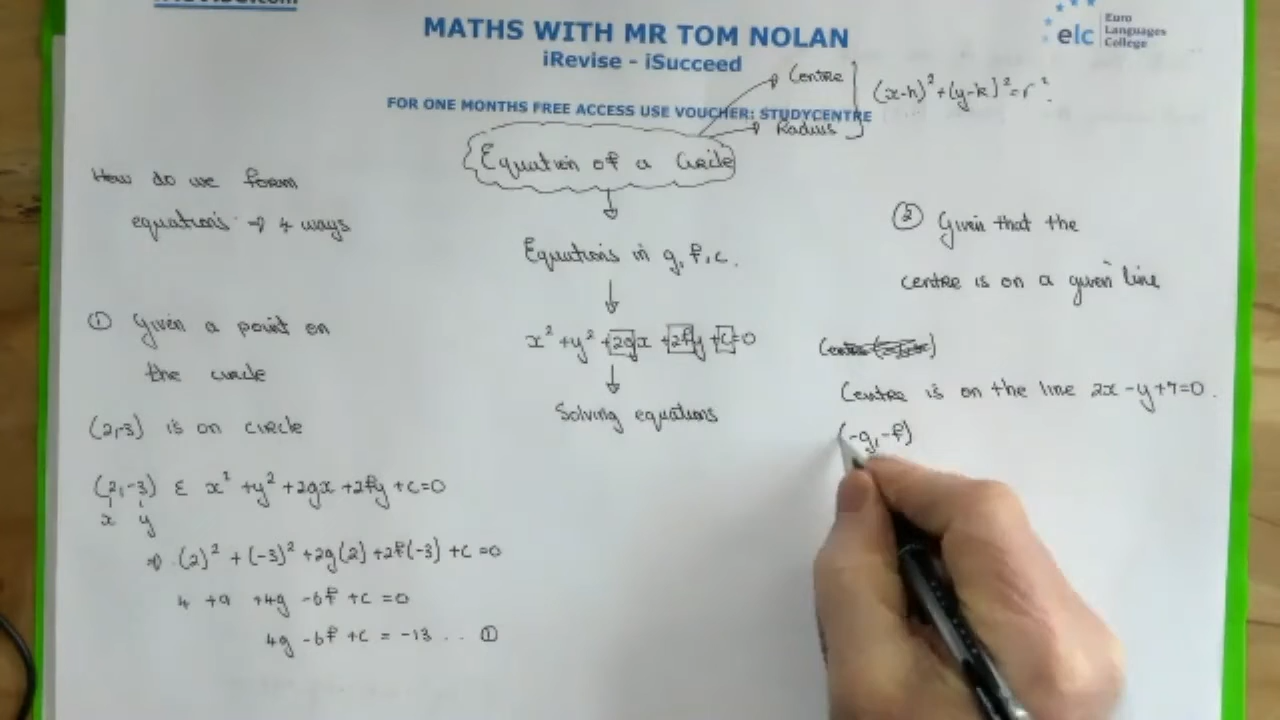 MATHS WITH MR TOM NOLAN
iRevise - iSucceed
elc Euro Languages College
FOR ONE MONTHS FREE ACCESS USE VOUCHER: STUDYCENTRE
Centre
Radius
(x-h)²+(y-k)²=r².
Equation of a Circle
How do we form
equations → 4 ways
① Given a point on
the circle
(2,-3) is on circle
(2,-3) ε x² +y² +2gx +2fy +c=0
x y
⇒ (2)² +(-3)² +2g(2) +2f(-3) +c =0
4 +9 +4g -6f +c =0
4g -6f +c = -13 ... ①
Equations in g, f, c.
x² +y² +2gx +2fy +c=0
Solving equations
② Given that the
centre is on a given line
Centre is on the line 2x -y +7=0.
(-g, -f)